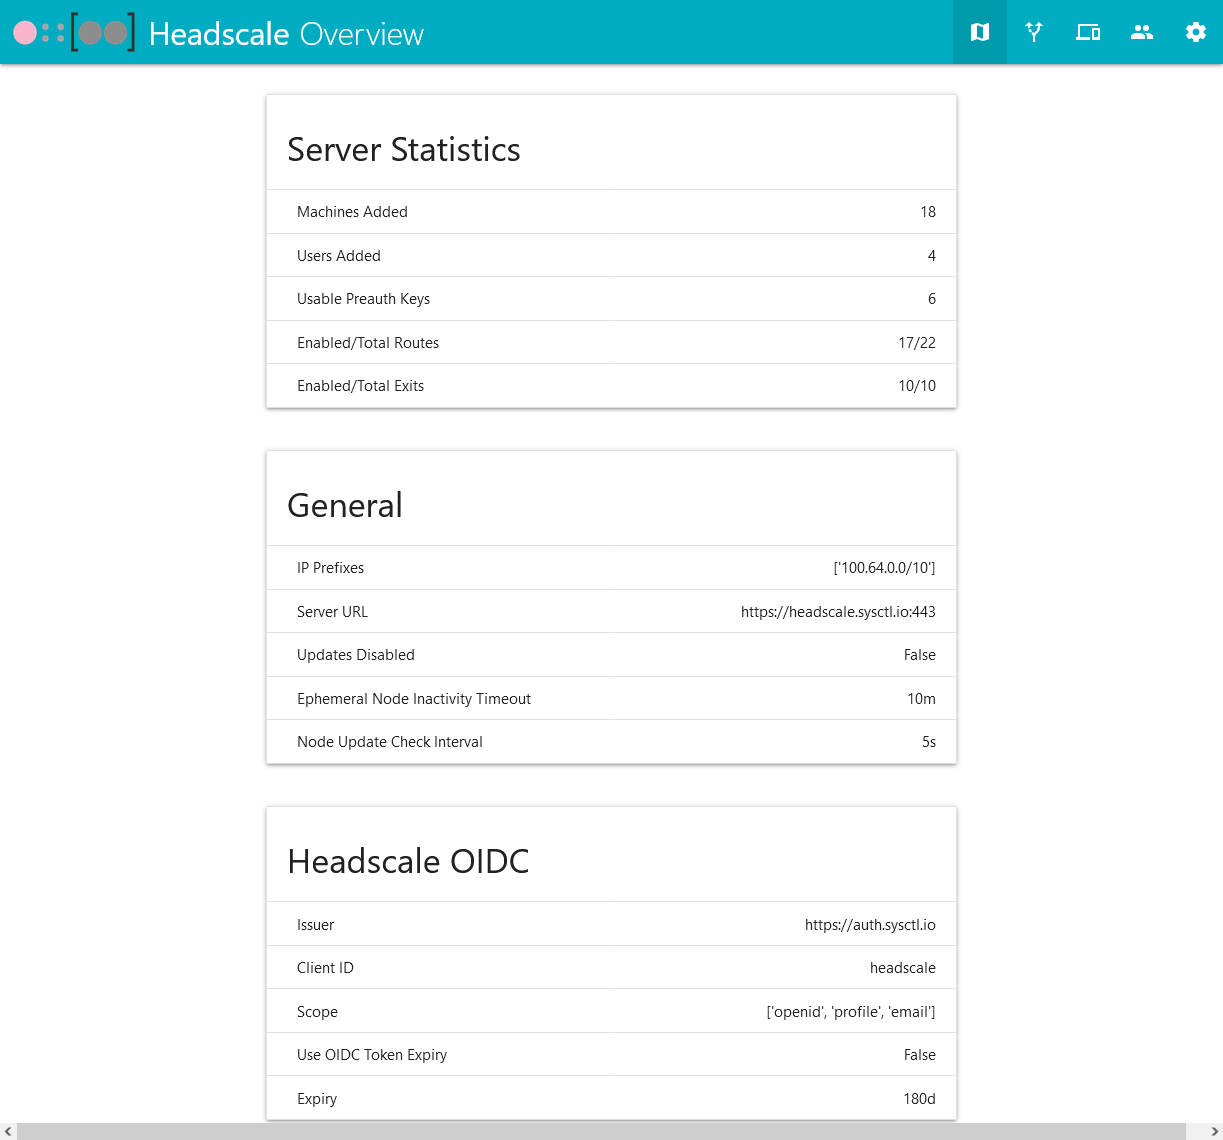 Headscale Overview
Server Statistics
Machines Added 18
Users Added 4
Usable Preauth Keys 6
Enabled/Total Routes 17/22
Enabled/Total Exits 10/10
General
IP Prefixes ['100.64.0.0/10']
Server URL https://headscale.sysctl.io:443
Updates Disabled False
Ephemeral Node Inactivity Timeout 10m
Node Update Check Interval 5s
Headscale OIDC
Issuer https://auth.sysctl.io
Client ID headscale
Scope ['openid', 'profile', 'email']
Use OIDC Token Expiry False
Expiry 180d